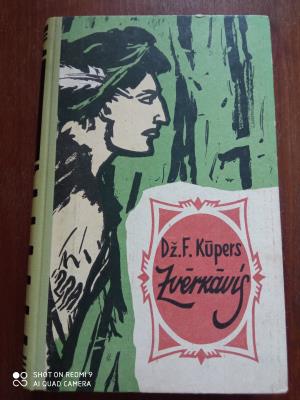 Dž.F. Kūpers
Zvērkāvis
SHOT ON REDMI 9
AI QUAD CAMERA